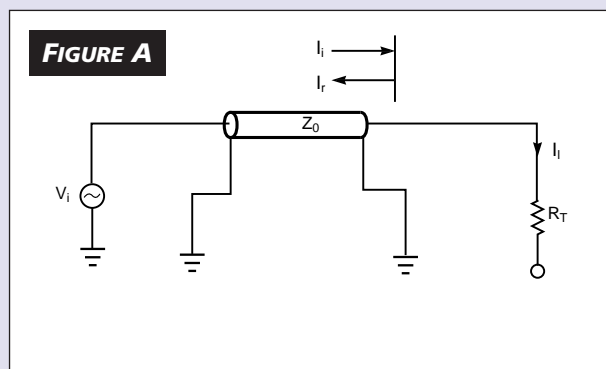 FIGURE A
Iᵢ
Iᵣ
Z₀
Vᵢ
Iₗ
R_T